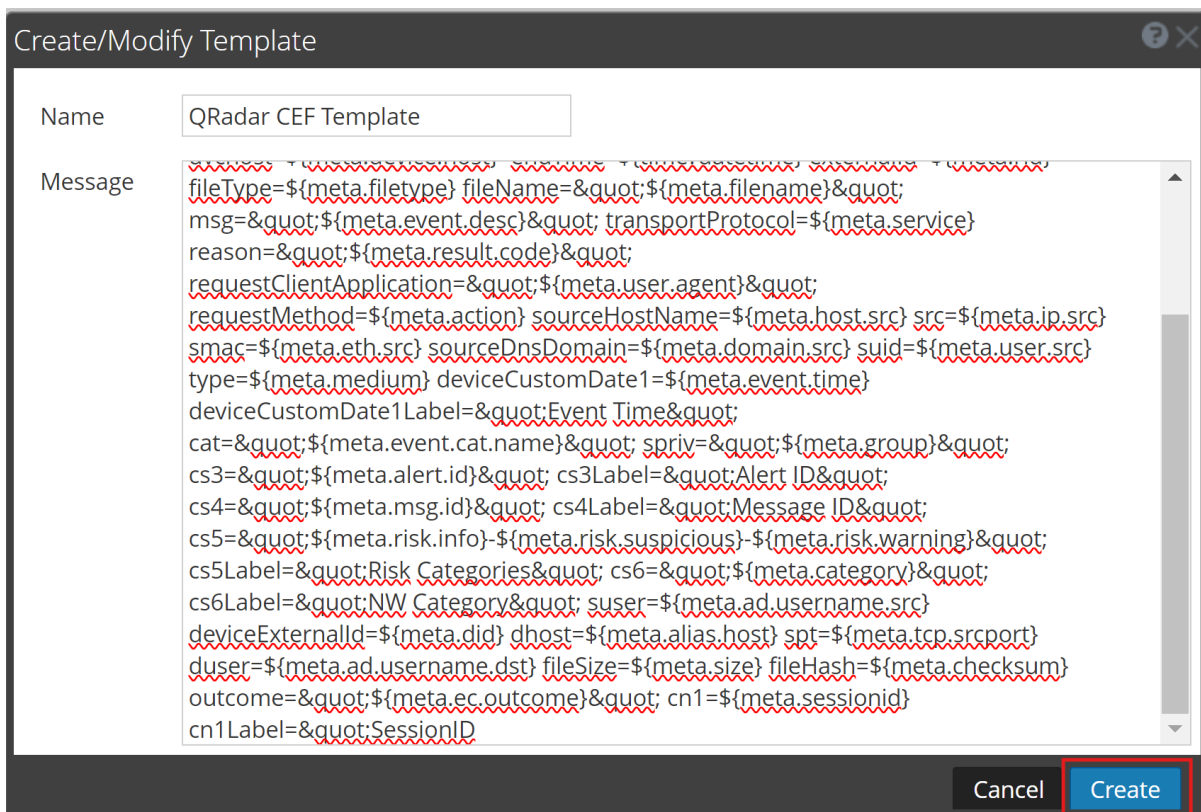 Create/Modify Template
Name
QRadar CEF Template
Message
fileType=${meta.filetype} fileName=&quot;${meta.filename}&quot;
msg=&quot;${meta.event.desc}&quot; transportProtocol=${meta.service}
reason=&quot;${meta.result.code}&quot;
requestClientApplication=&quot;${meta.user.agent}&quot;
requestMethod=${meta.action} sourceHostName=${meta.host.src} src=${meta.ip.src}
smac=${meta.eth.src} sourceDnsDomain=${meta.domain.src} suid=${meta.user.src}
type=${meta.medium} deviceCustomDate1=${meta.event.time}
deviceCustomDate1Label=&quot;Event Time&quot;
cat=&quot;${meta.event.cat.name}&quot; spriv=&quot;${meta.group}&quot;
cs3=&quot;${meta.alert.id}&quot; cs3Label=&quot;Alert ID&quot;
cs4=&quot;${meta.msg.id}&quot; cs4Label=&quot;Message ID&quot;
cs5=&quot;${meta.risk.info}-${meta.risk.suspicious}-${meta.risk.warning}&quot;
cs5Label=&quot;Risk Categories&quot; cs6=&quot;${meta.category}&quot;
cs6Label=&quot;NW Category&quot; suser=${meta.ad.username.src}
deviceExternalId=${meta.did} dhost=${meta.alias.host} spt=${meta.tcp.srcport}
duser=${meta.ad.username.dst} fileSize=${meta.size} fileHash=${meta.checksum}
outcome=&quot;${meta.ec.outcome}&quot; cn1=${meta.sessionid}
cn1Label=&quot;SessionID
Cancel
Create